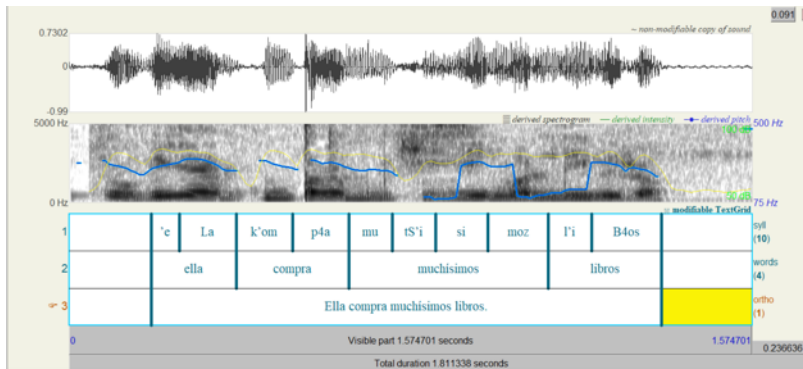 0.091
0.7302
~ non-modifiable copy of sound
0
-0.99
derived spectrogram derived intensity derived pitch
5000 Hz
500 Hz
0 Hz
75 Hz
modifiable TextGrid
1 'e La k'om p4a mu tS'i si moz l'i B4os syll (10)
2 ella compra muchísimos libros words (4)
3 Ella compra muchísimos libros. ortho (1)
0 Visible part 1.574701 seconds 1.574701
0.236636
Total duration 1.811338 seconds